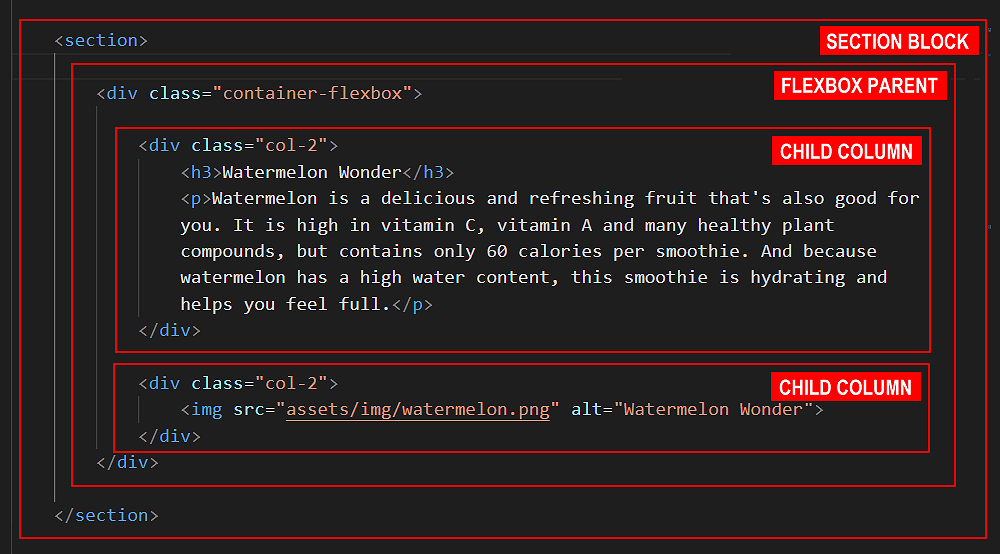 <section>
SECTION BLOCK
FLEXBOX PARENT
<div class="container-flexbox">
<div class="col-2">
CHILD COLUMN
<h3>Watermelon Wonder</h3>
<p>Watermelon is a delicious and refreshing fruit that's also good for
you. It is high in vitamin C, vitamin A and many healthy plant
compounds, but contains only 60 calories per smoothie. And because
watermelon has a high water content, this smoothie is hydrating and
helps you feel full.</p>
</div>
<div class="col-2">
CHILD COLUMN
<img src="assets/img/watermelon.png" alt="Watermelon Wonder">
</div>
</div>
</section>